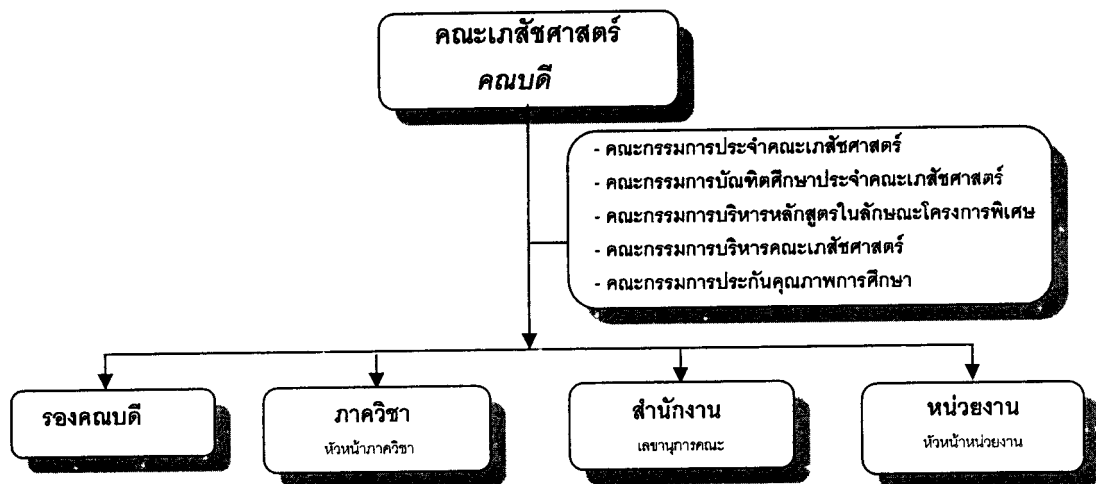 คณะเภสัชศาสตร์
คณบดี
- คณะกรรมการประจำคณะเภสัชศาสตร์
- คณะกรรมการบัณฑิตศึกษาประจำคณะเภสัชศาสตร์
- คณะกรรมการบริหารหลักสูตรในลักษณะโครงการพิเศษ
- คณะกรรมการบริหารคณะเภสัชศาสตร์
- คณะกรรมการประกันคุณภาพการศึกษา
รองคณบดี
ภาควิชา
หัวหน้าภาควิชา
สำนักงาน
เลขานุการคณะ
หน่วยงาน
หัวหน้าหน่วยงาน